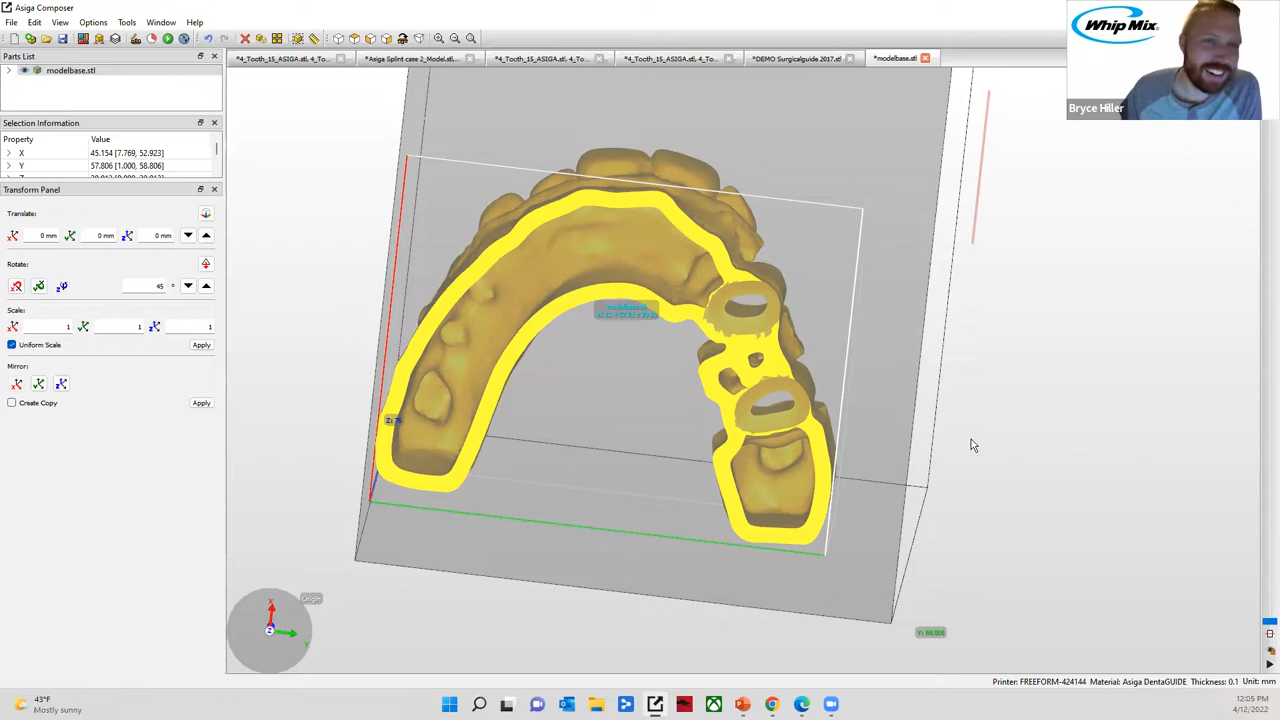 Asiga Composer
File Edit View Options Tools Window Help
Parts List
*4_Tooth_15_ASIGA.stl, 4_To...
*Asiga Splint case 2_Model.stl,...
*4_Tooth_15_ASIGA.stl, 4_To...
*4_Tooth_15_ASIGA.stl, 4_To...
*DEMO Surgicalguide 2017.stl
*modelbase.stl
modelbase.stl
Whip Mix
Bryce Hiller
Selection Information
Property Value
X 45.154 [7.769, 52.923]
Y 57.806 [1.000, 58.806]
Transform Panel
Translate:
0 mm 0 mm 0 mm
Rotate:
45 °
Scale:
1 1 1
Uniform Scale Apply
Mirror:
Create Copy Apply
modelbase.stl
Z: 76
Origin
X
Z
Y
Printer: FREEFORM-424144 Material: Asiga DentaGUIDE Thickness: 0.1 Unit: mm
43°F
Mostly sunny
12:05 PM
4/12/2022